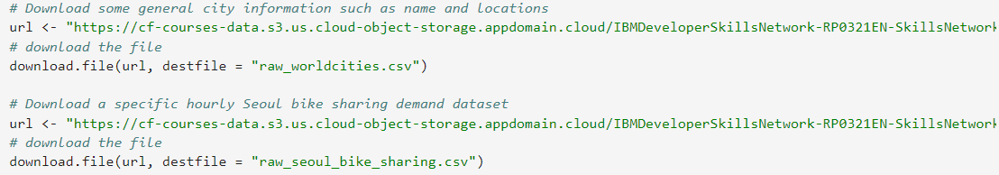 # Download some general city information such as name and locations
url <- "https://cf-courses-data.s3.us.cloud-object-storage.appdomain.cloud/IBMDeveloperSkillsNetwork-RP0321EN-SkillsNetwork
# download the file
download.file(url, destfile = "raw_worldcities.csv")
# Download a specific hourly Seoul bike sharing demand dataset
url <- "https://cf-courses-data.s3.us.cloud-object-storage.appdomain.cloud/IBMDeveloperSkillsNetwork-RP0321EN-SkillsNetwork
# download the file
download.file(url, destfile = "raw_seoul_bike_sharing.csv")